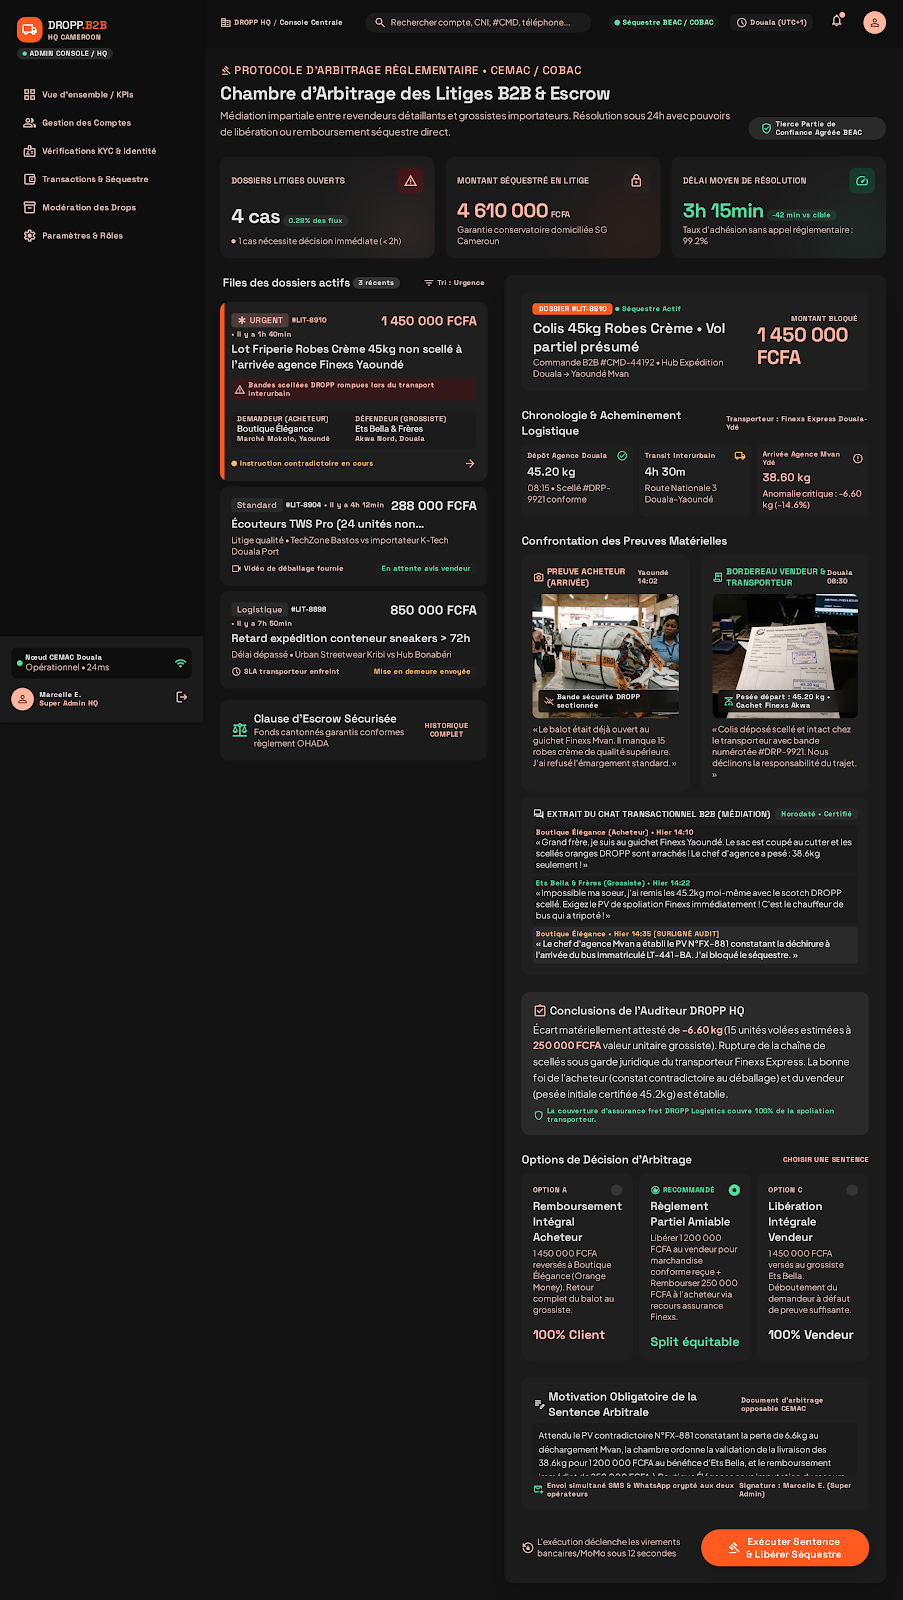 DROPP.B2B
HQ CAMEROON
ADMIN CONSOLE / HQ
Vue d'ensemble / KPIs
Gestion des Comptes
Vérifications KYC & Identité
Transactions & Séquestre
Modération des Drops
Paramètres & Rôles
Nœud CEMAC Douala
Opérationnel • 24ms
Marcelle E.
Super Admin HQ
DROPP HQ / Console Centrale
Rechercher compte, CNI, #CMD, téléphone...
Séquestre BEAC / COBAC
Douala (UTC+1)
PROTOCOLE D'ARBITRAGE RÈGLEMENTAIRE • CEMAC / COBAC
Chambre d'Arbitrage des Litiges B2B & Escrow
Médiation impartiale entre revendeurs détaillants et grossistes importateurs. Résolution sous 24h avec pouvoirs
de libération ou remboursement séquestre direct.
Tierce Partie de
Confiance Agréée BEAC
DOSSIERS LITIGES OUVERTS
4 cas 0.28% des flux
1 cas nécessite décision immédiate (< 2h)
MONTANT SÉQUESTRÉ EN LITIGE
4 610 000 FCFA
Garantie conservatoire domiciliée SG
Cameroun
DÉLAI MOYEN DE RÉSOLUTION
3h 15min -42 min vs cible
Taux d'adhésion sans appel réglementaire :
99.2%
Files des dossiers actifs 3 récents
Tri : Urgence
URGENT #LIT-8910
• Il y a 1h 40min
1 450 000 FCFA
Lot Friperie Robes Crème 45kg non scellé à
l'arrivée agence Finexs Yaoundé
Bandes scellées DROPP rompues lors du transport
interurbain
DEMANDEUR (ACHETEUR)
Boutique Élégance
Marché Mokolo, Yaoundé
DÉFENDEUR (GROSSISTE)
Ets Bella & Frères
Akwa Nord, Douala
Instruction contradictoire en cours
Standard #LIT-8904 • Il y a 4h 12min 288 000 FCFA
Écouteurs TWS Pro (24 unités non...
Litige qualité • TechZone Bastos vs importateur K-Tech
Douala Port
Vidéo de déballage fournie
En attente avis vendeur
Logistique #LIT-8898
• Il y a 7h 50min
850 000 FCFA
Retard expédition conteneur sneakers > 72h
Délai dépassé • Urban Streetwear Kribi vs Hub Bonabéri
SLA transporteur enfreint
Mise en demeure envoyée
Clause d'Escrow Sécurisée
Fonds cantonnés garantis conformes
règlement OHADA
HISTORIQUE
COMPLET
DOSSIER #LIT-8910 • Séquestre Actif
Colis 45kg Robes Crème • Vol
partiel présumé
Commande B2B #CMD-44192 • Hub Expédition
Douala → Yaoundé Mvan
MONTANT BLOQUÉ
1 450 000
FCFA
Chronologie & Acheminement
Logistique
Transporteur : Finexs Express Douala-
Ydé
Dépôt Agence Douala
45.20 kg
08:15 • Scellé #DRP-
9921 conforme
Transit Interurbain
4h 30m
Route Nationale 3
Douala-Yaoundé
Arrivée Agence Mvan
Ydé
38.60 kg
Anomalie critique : -6.60
kg (-14.6%)
Confrontation des Preuves Matérielles
PREUVE ACHETEUR
(ARRIVÉE)
Yaoundé
14:02
Bande sécurité DROPP
sectionnée
« Le balot était déjà ouvert au
guichet Finexs Mvan. Il manque 15
robes crème de qualité supérieure.
J'ai refusé l'émargement standard. »
BORDEREAU VENDEUR &
TRANSPORTEUR
Douala
08:30
Pesée départ : 45.20 kg •
Cachet Finexs Akwa
« Colis déposé scellé et intact chez
le transporteur avec bande
numérotée #DRP-9921. Nous
déclinons la responsabilité du trajet.
»
EXTRAIT DU CHAT TRANSACTIONNEL B2B (MÉDIATION)
Horodaté • Certifié
Boutique Élégance (Acheteur) • Hier 14:10
« Grand frère, je suis au guichet Finexs Yaoundé. Le sac est coupé au cutter et les
scellés oranges DROPP sont arrachés ! Le chef d'agence a pesé : 38.6kg
seulement ! »
Ets Bella & Frères (Grossiste) • Hier 14:22
« Impossible ma soeur, j'ai remis les 45.2kg moi-même avec le scotch DROPP
scellé. Exigez le PV de spoliation Finexs immédiatement ! C'est le chauffeur de
bus qui a tripoté ! »
Boutique Élégance • Hier 14:35 [SURLIGNÉ AUDIT]
« Le chef d'agence Mvan a établi le PV N°FX-881 constatant la déchirure à
l'arrivée du bus immatriculé LT-441-BA. J'ai bloqué le séquestre. »
Conclusions de l'Auditeur DROPP HQ
Écart matériellement attesté de -6.60 kg (15 unités volées estimées à
250 000 FCFA valeur unitaire grossiste). Rupture de la chaîne de
scellés sous garde juridique du transporteur Finexs Express. La bonne
foi de l'acheteur (constat contradictoire au déballage) et du vendeur
(pesée initiale certifiée 45.2kg) est établie.
La couverture d'assurance fret DROPP Logistics couvre 100% de la spoliation
transporteur.
Options de Décision d'Arbitrage
CHOISIR UNE SENTENCE
OPTION A
Remboursement
Intégral
Acheteur
1 450 000 FCFA
reversés à Boutique
Élégance (Orange
Money). Retour
complet du balot au
grossiste.
100% Client
RECOMMANDÉ
Règlement
Partiel Amiable
Libérer 1 200 000
FCFA au vendeur pour
marchandise
conforme reçue +
Rembourser 250 000
FCFA à l'acheteur via
recours assurance
Finexs.
Split équitable
OPTION C
Libération
Intégrale
Vendeur
1 450 000 FCFA
versés au grossiste
Ets Bella.
Déboutement du
demandeur à défaut
de preuve suffisante.
100% Vendeur
Motivation Obligatoire de la
Sentence Arbitrale
Document d'arbitrage
opposable CEMAC
Attendu le PV contradictoire N°FX-881 constatant la perte de 6.6kg au
déchargement Mvan, la chambre ordonne la validation de la livraison des
38.6kg pour 1 200 000 FCFA au bénéfice d'Ets Bella, et le remboursement
Envoi simultané SMS & WhatsApp crypté aux deux
opérateurs
Signature : Marcelle E. (Super
Admin)
L'exécution déclenche les virements
bancaires/MoMo sous 12 secondes
Exécuter Sentence
& Libérer Séquestre